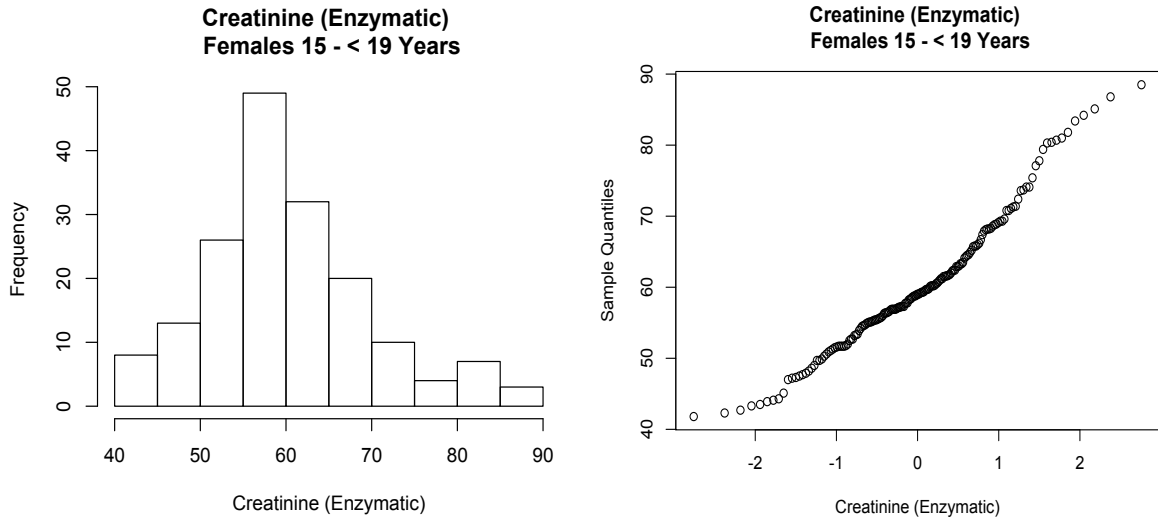 Creatinine (Enzymatic)
Females 15 - < 19 Years
Frequency
50
40
30
20
10
0
40 50 60 70 80 90
Creatinine (Enzymatic)
Creatinine (Enzymatic)
Females 15 - < 19 Years
Sample Quantiles
90
80
70
60
50
40
-2 -1 0 1 2
Creatinine (Enzymatic)